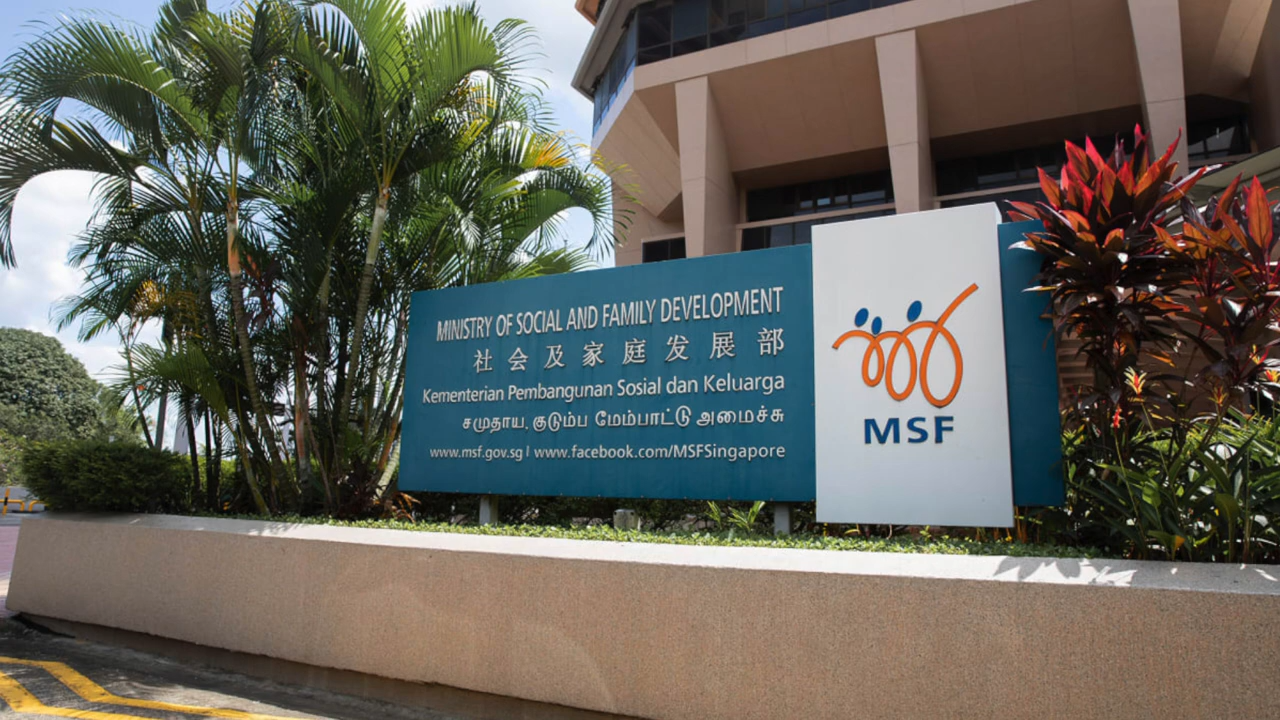 MINISTRY OF SOCIAL AND FAMILY DEVELOPMENT
社会及家庭发展部
Kementerian Pembangunan Sosial dan Keluarga
சமுதாய, குடும்ப மேம்பாட்டு அமைச்சு
www.msf.gov.sg | www.facebook.com/MSFSingapore
MSF